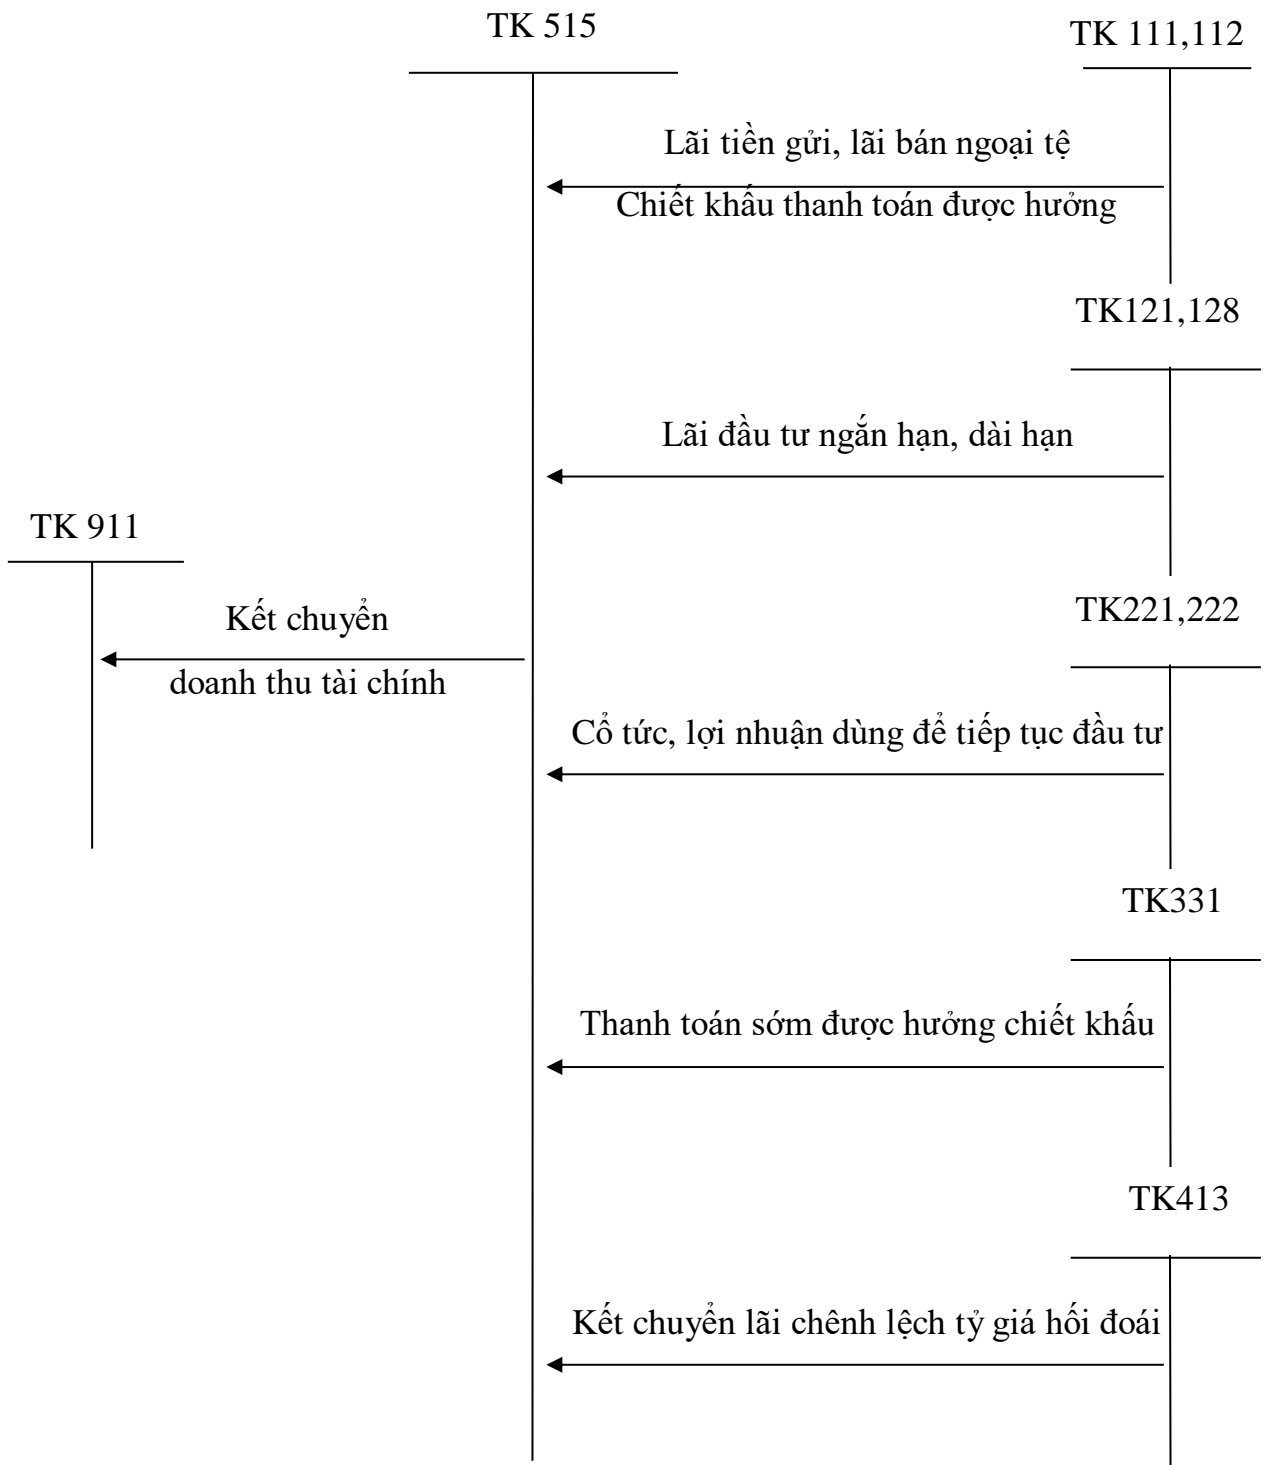 TK 515
TK 111,112
Lãi tiền gửi, lãi bán ngoại tệ
Chiết khấu thanh toán được hưởng
TK121,128
Lãi đầu tư ngắn hạn, dài hạn
TK 911
Kết chuyển
doanh thu tài chính
TK221,222
Cổ tức, lợi nhuận dùng để tiếp tục đầu tư
TK331
Thanh toán sớm được hưởng chiết khấu
TK413
Kết chuyển lãi chênh lệch tỷ giá hối đoái